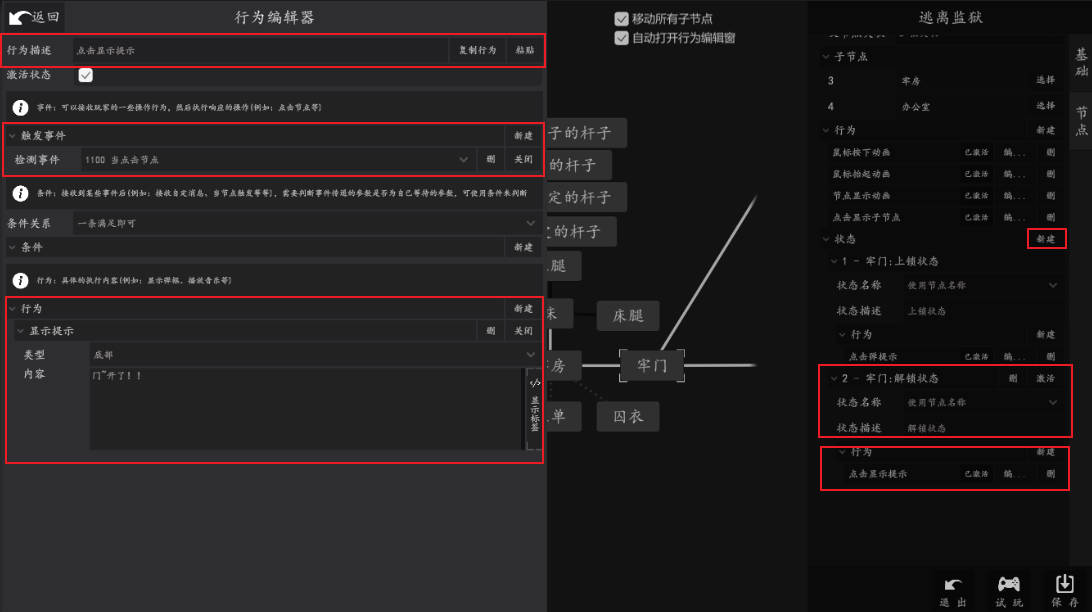 返回
行为编辑器
行为描述 点击显示提示 复制行为 粘贴
激活状态
事件: 可以接收玩家的一些操作行为, 然后执行响应的操作(例如: 点击节点等)
触发事件 新建
检测事件 1100 当点击节点 删 关闭
条件: 接收到某些事件后(例如: 接收自定消息, 当节点触发等等), 需要判断事件传递的参数是否为自己等待的参数, 可使用条件来判断
条件关系 一条满足即可
条件 新建
行为: 具体的执行内容(例如: 显示弹幕, 播放音乐等)
行为 新建
显示提示 删 关闭
类型 底部
内容 门~开了！！
</> 显示标签
移动所有子节点
自动打开行为编辑窗
子的杆子
的杆子
定的杆子
的杆子
腿
床
床腿
房
牢门
单
囚衣
逃离监狱
子节点
3 牢房 选择
4 办公室 选择
行为 新建
鼠标按下动画 已激活 编... 删
鼠标抬起动画 已激活 编... 删
节点显示动画 已激活 编... 删
点击显示子节点 已激活 编... 删
状态 新建
1 - 牢门:上锁状态
状态名称 使用节点名称
状态描述 上锁状态
行为 新建
点击弹提示 已激活 编... 删
2 - 牢门:解锁状态 删 激活
状态名称 使用节点名称
状态描述 解锁状态
行为 新建
点击显示提示 已激活 编... 删
基础
节点
退出
试玩
保存